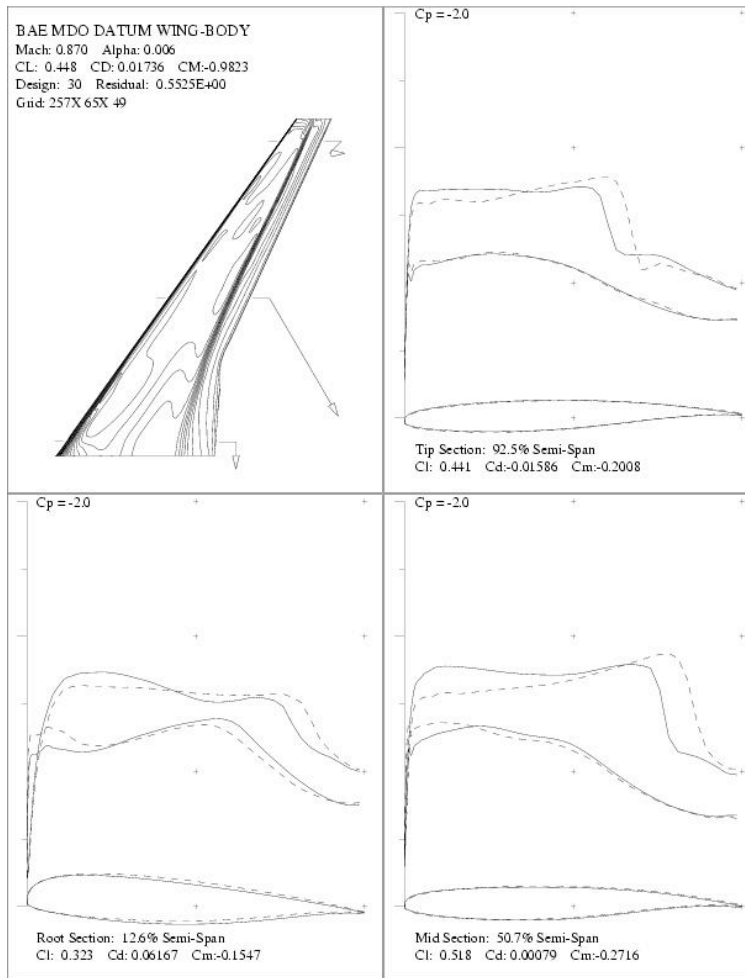 BAE MDO DATUM WING-BODY
Mach: 0.870 Alpha: 0.006
CL: 0.448 CD: 0.01736 CM:-0.9823
Design: 30 Residual: 0.5525E+00
Grid: 257X 65X 49
Cp = -2.0
Tip Section: 92.5% Semi-Span
Cl: 0.441 Cd:-0.01586 Cm:-0.2008
Cp = -2.0
Root Section: 12.6% Semi-Span
Cl: 0.323 Cd: 0.06167 Cm:-0.1547
Cp = -2.0
Mid Section: 50.7% Semi-Span
Cl: 0.518 Cd: 0.00079 Cm:-0.2716